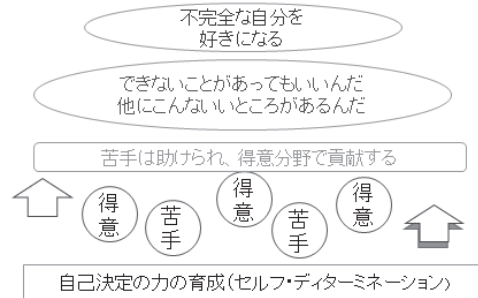 不完全な自分を
好きになる
できないことがあってもいいんだ
他にこんないいところがあるんだ
苦手は助けられ、得意分野で貢献する
得意
苦手
得意
苦手
得意
自己決定の力の育成(セルフ・ディターミネーション)